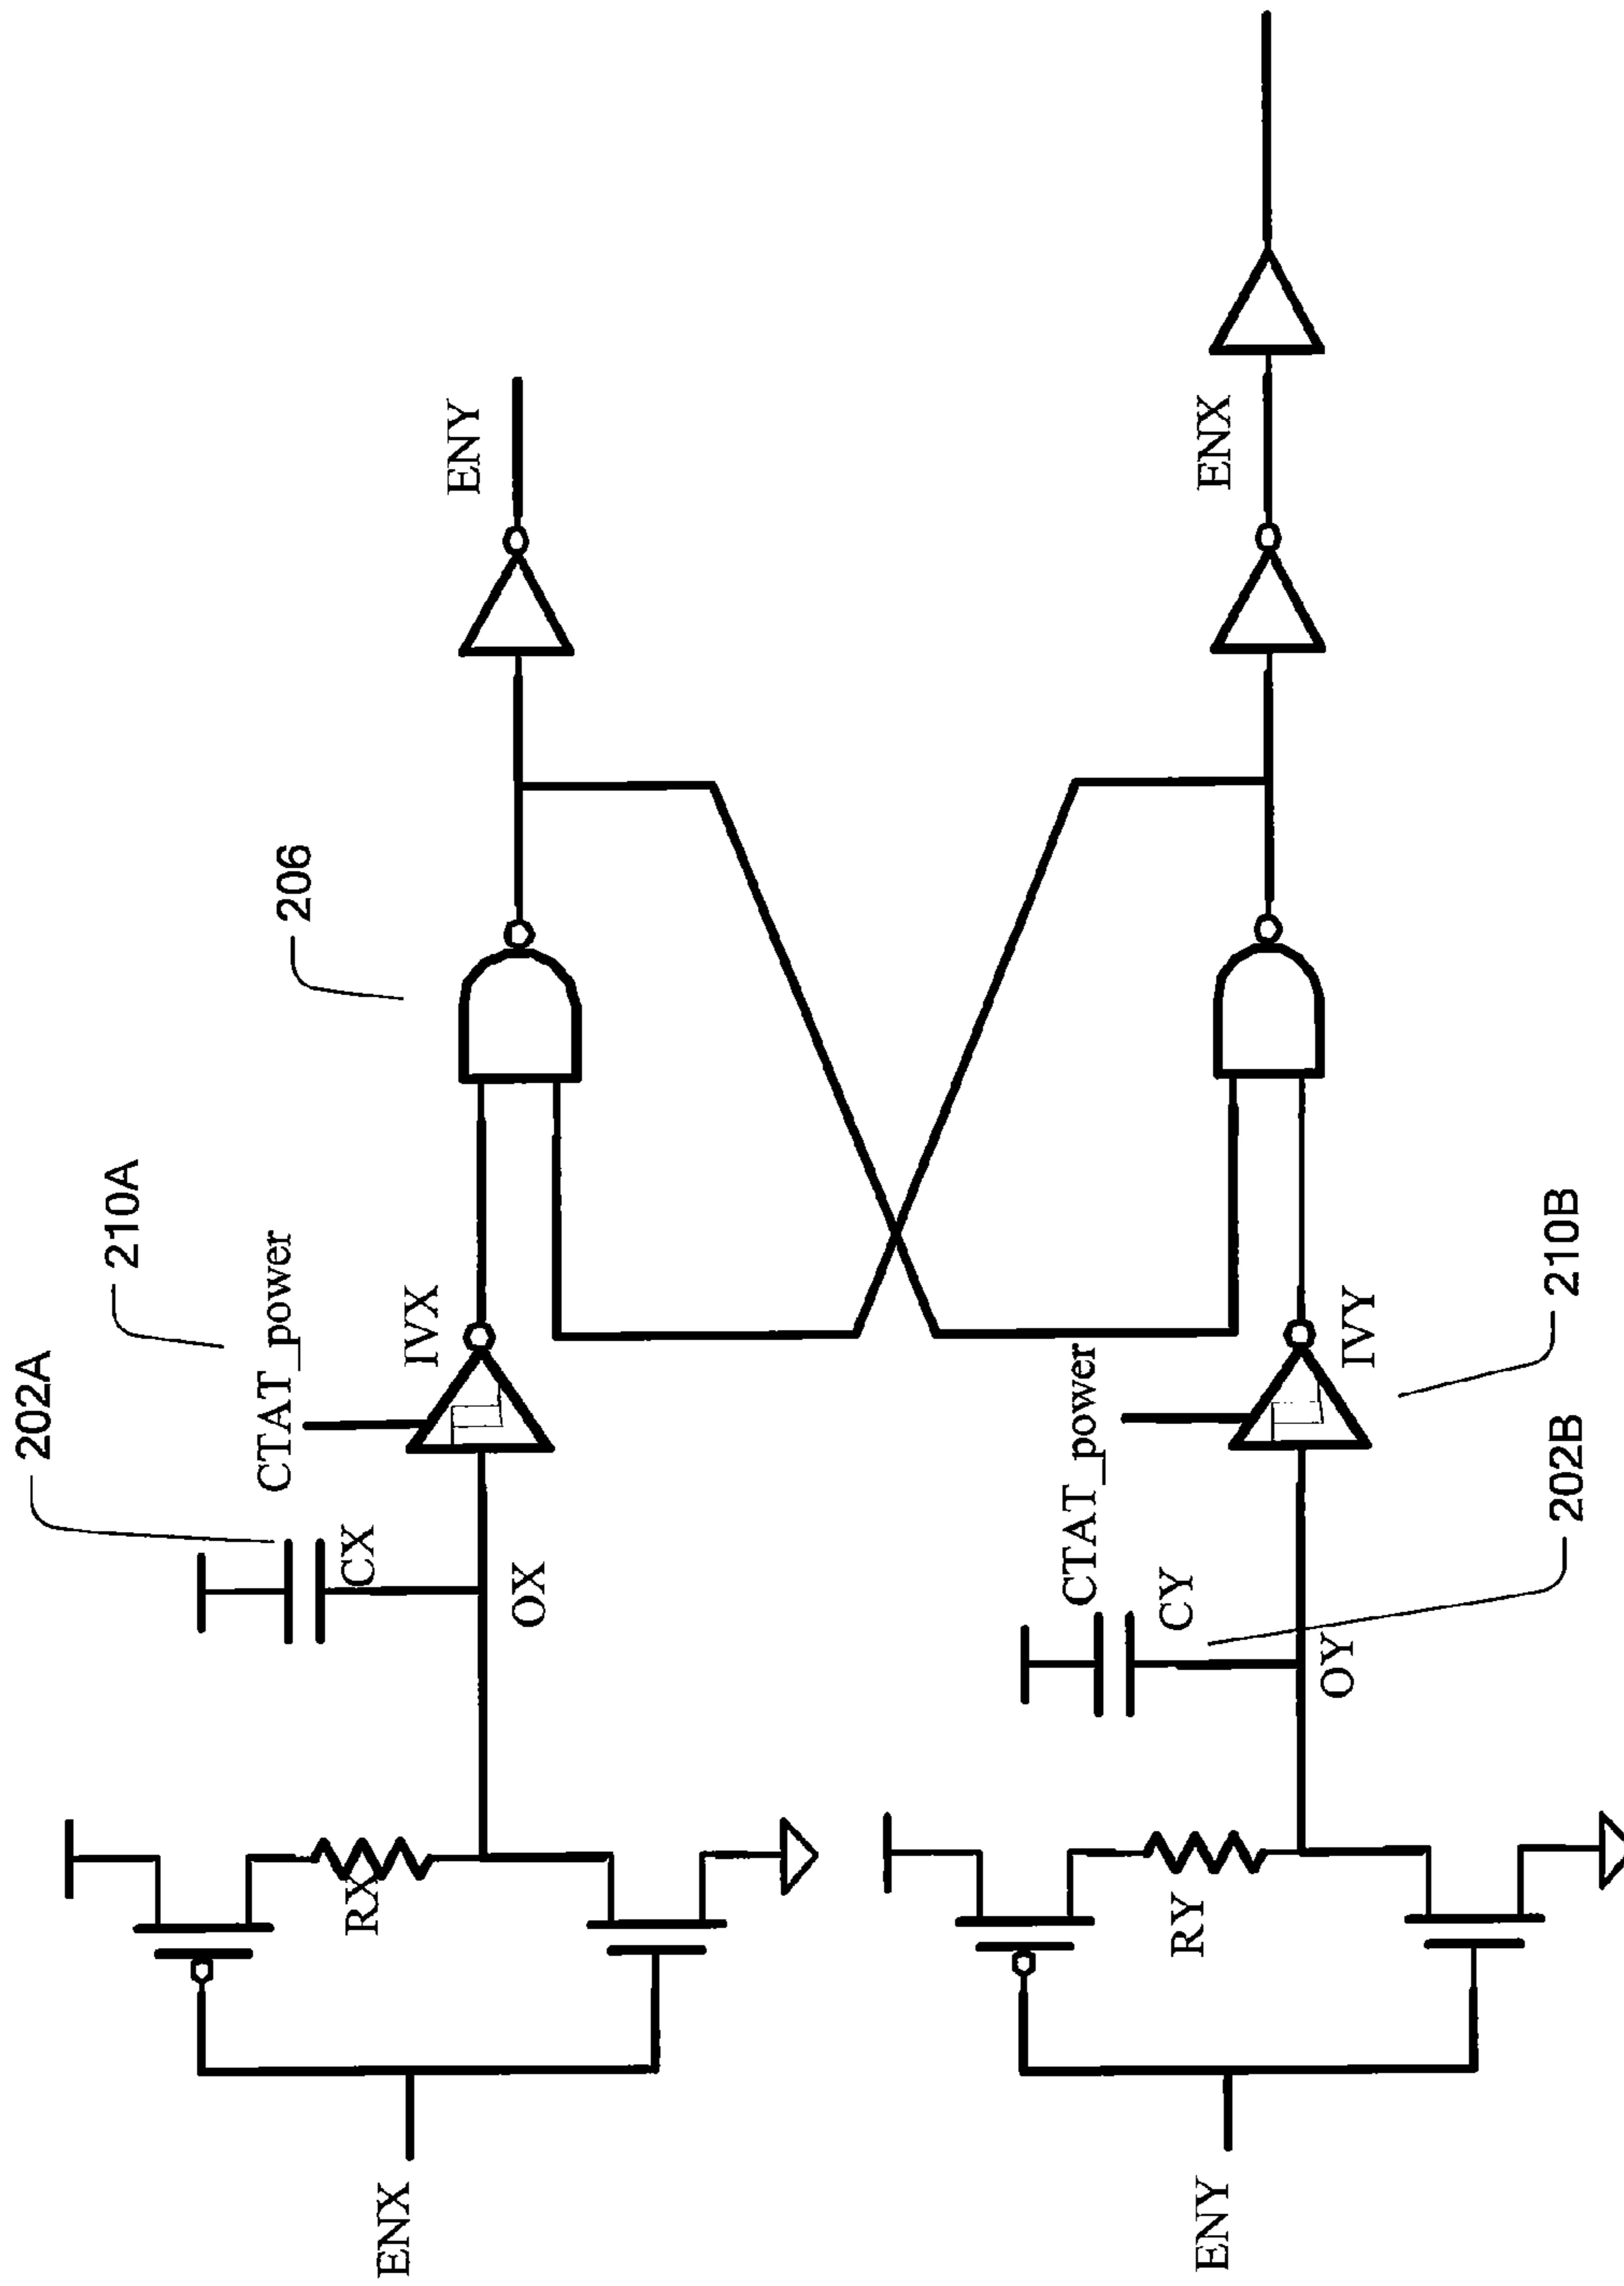 202A
210A
CTAT_power
CX
IVX
206
ENY
ENX
RX
OX
CTAT_power
CY
IVY
ENX
ENY
RY
OY
202B
210B